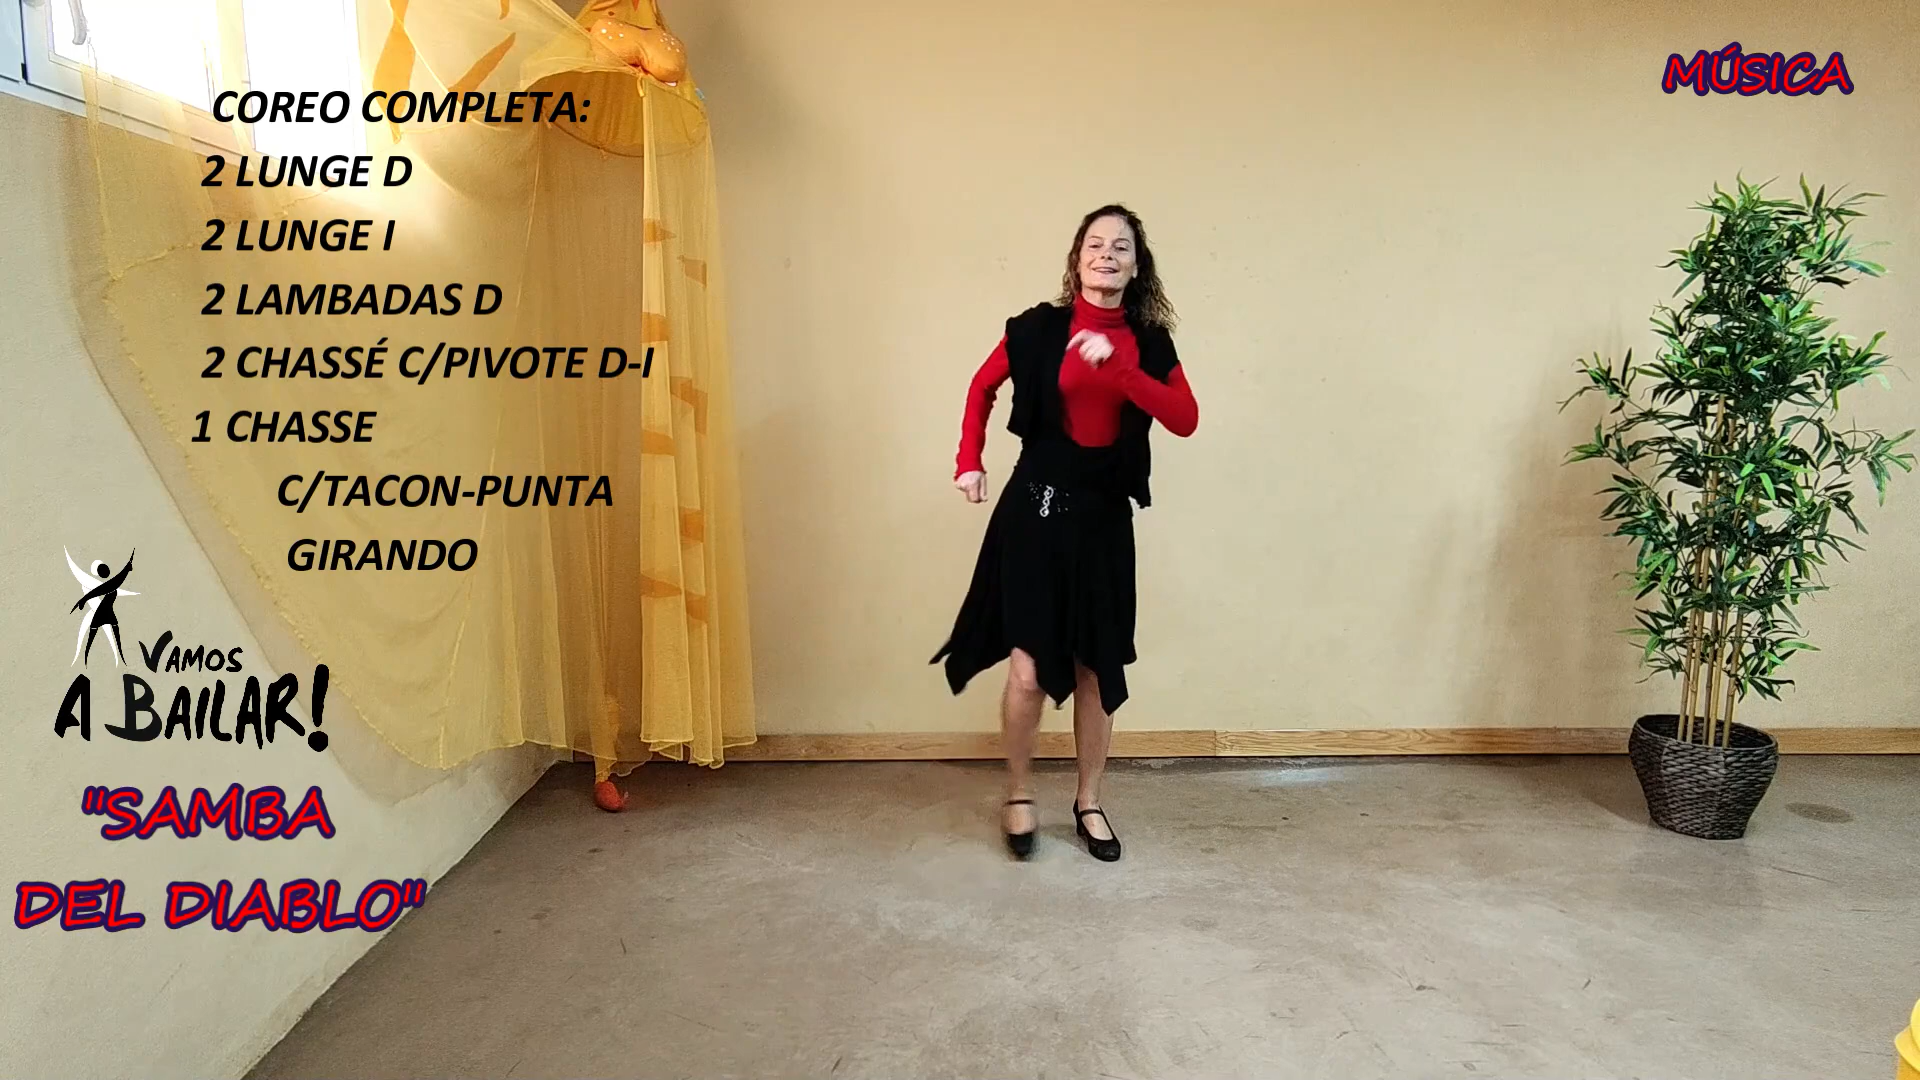 COREO COMPLETA:
2 LUNGE D
2 LUNGE I
2 LAMBADAS D
2 CHASSÉ C/PIVOTE D-I
1 CHASSE
C/TACON-PUNTA
GIRANDO
MÚSICA
VAMOS
A BAILAR!
"SAMBA
DEL DIABLO"